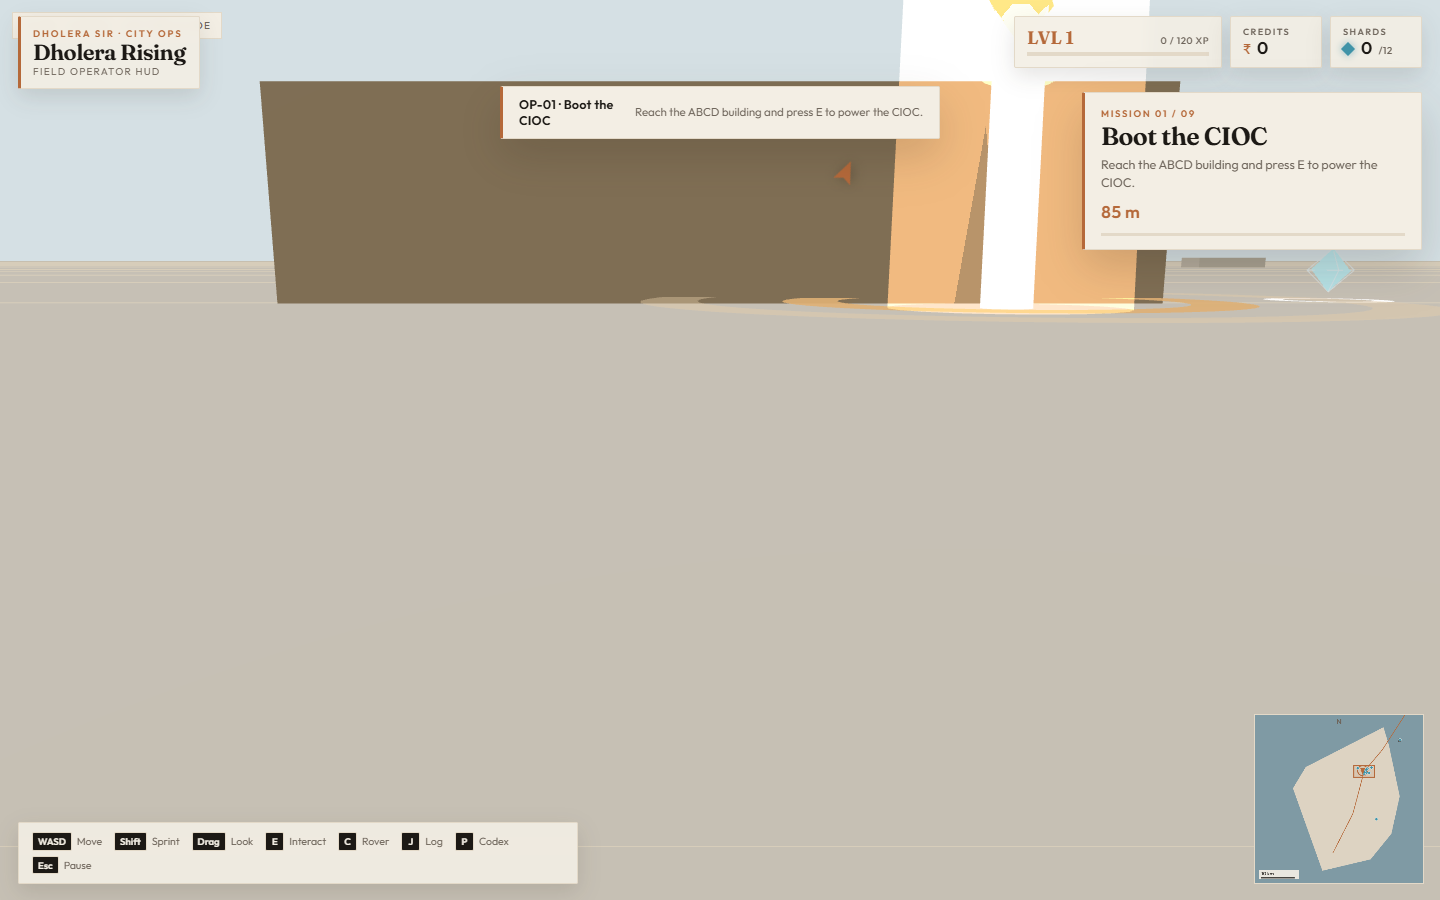 DHOLERA SIR · CITY OPS
Dholera Rising
FIELD OPERATOR HUD
OP-01 · Boot the
CIOC
Reach the ABCD building and press E to power the CIOC.
LVL 1
0 / 120 XP
CREDITS
₹ 0
SHARDS
0 /12
MISSION 01 / 09
Boot the CIOC
Reach the ABCD building and press E to power the
CIOC.
85 m
WASD Move Shift Sprint Drag Look E Interact C Rover J Log P Codex
Esc Pause
N